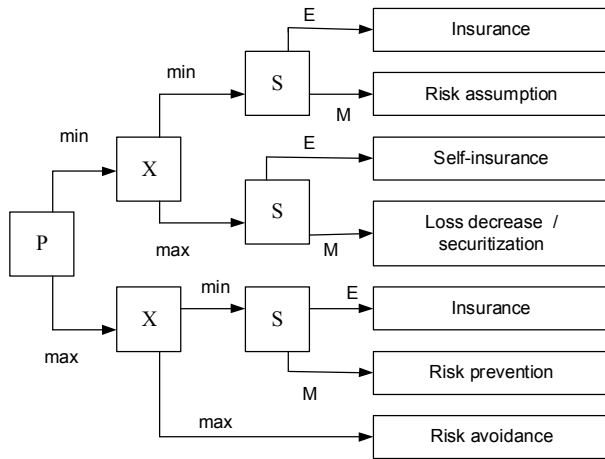 E
Insurance
min
S
M
Risk assumption
min
X
E
Self-insurance
S
max
M
Loss decrease /
securitization
P
max
X
min
S
E
Insurance
M
Risk prevention
max
Risk avoidance